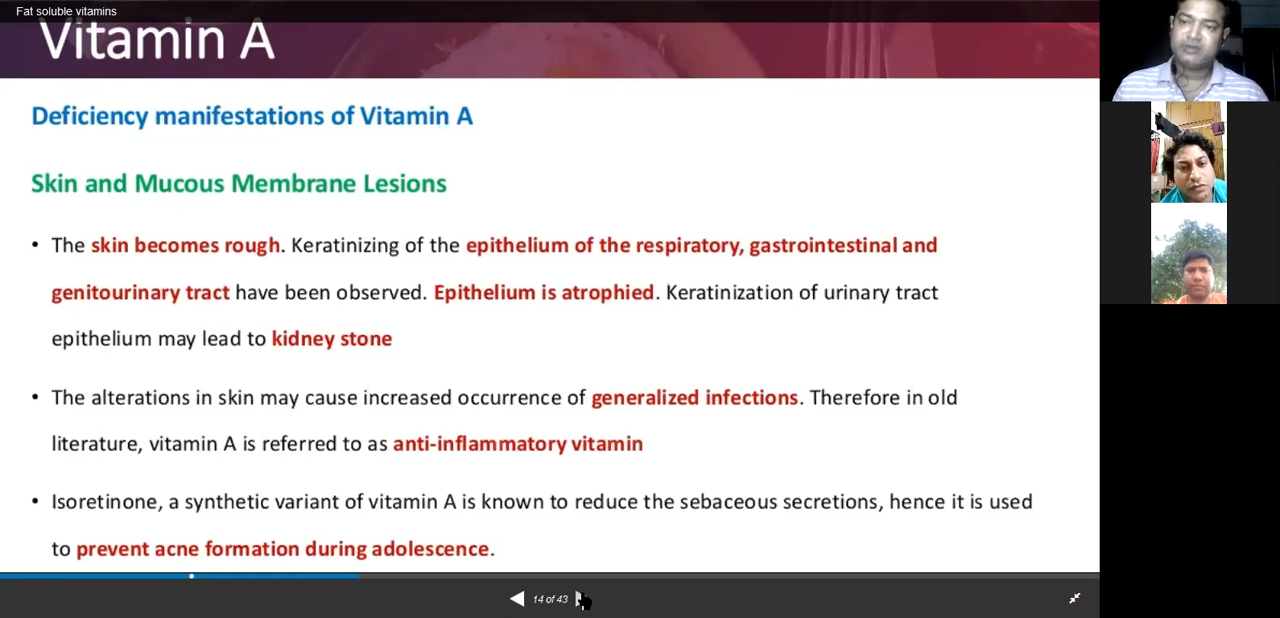 Fat soluble vitamins
Vitamin A
Deficiency manifestations of Vitamin A
Skin and Mucous Membrane Lesions
• The skin becomes rough. Keratinizing of the epithelium of the respiratory, gastrointestinal and
genitourinary tract have been observed. Epithelium is atrophied. Keratinization of urinary tract
epithelium may lead to kidney stone
• The alterations in skin may cause increased occurrence of generalized infections. Therefore in old
literature, vitamin A is referred to as anti-inflammatory vitamin
• Isoretinone, a synthetic variant of vitamin A is known to reduce the sebaceous secretions, hence it is used
to prevent acne formation during adolescence.
14 of 43